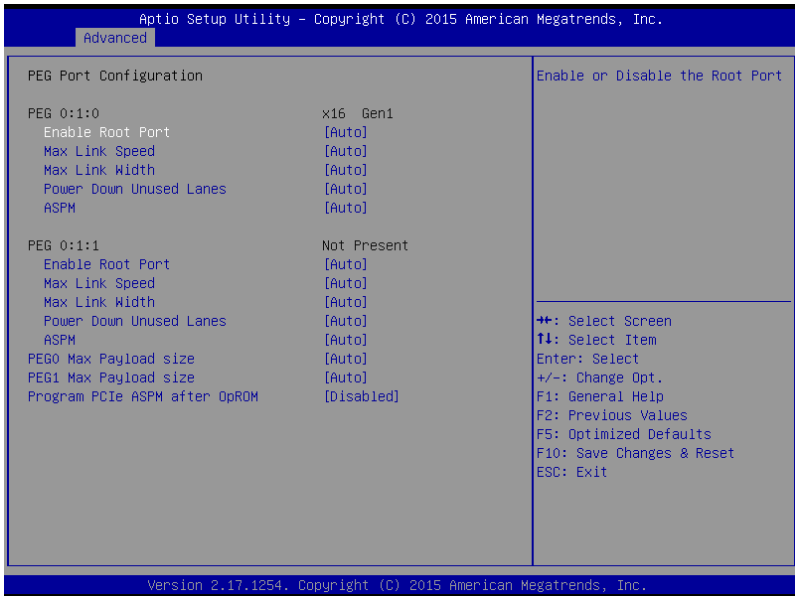 Aptio Setup Utility – Copyright (C) 2015 American Megatrends, Inc.
Advanced
PEG Port Configuration
PEG 0:1:0 x16 Gen1
Enable Root Port [Auto]
Max Link Speed [Auto]
Max Link Width [Auto]
Power Down Unused Lanes [Auto]
ASPM [Auto]
PEG 0:1:1 Not Present
Enable Root Port [Auto]
Max Link Speed [Auto]
Max Link Width [Auto]
Power Down Unused Lanes [Auto]
ASPM [Auto]
PEG0 Max Payload size [Auto]
PEG1 Max Payload size [Auto]
Program PCIe ASPM after OpROM [Disabled]
Enable or Disable the Root Port
→←: Select Screen
↑↓: Select Item
Enter: Select
+/-: Change Opt.
F1: General Help
F2: Previous Values
F5: Optimized Defaults
F10: Save Changes & Reset
ESC: Exit
Version 2.17.1254. Copyright (C) 2015 American Megatrends, Inc.